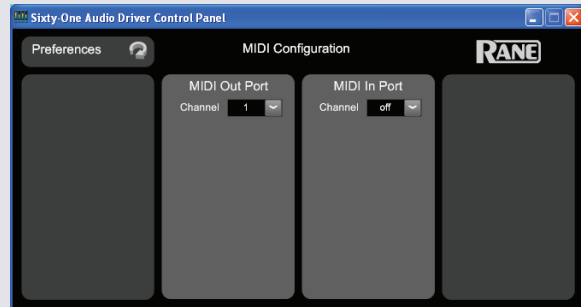 Sixty-One Audio Driver Control Panel
Preferences
MIDI Configuration
RANE
MIDI Out Port
Channel 1
MIDI In Port
Channel off